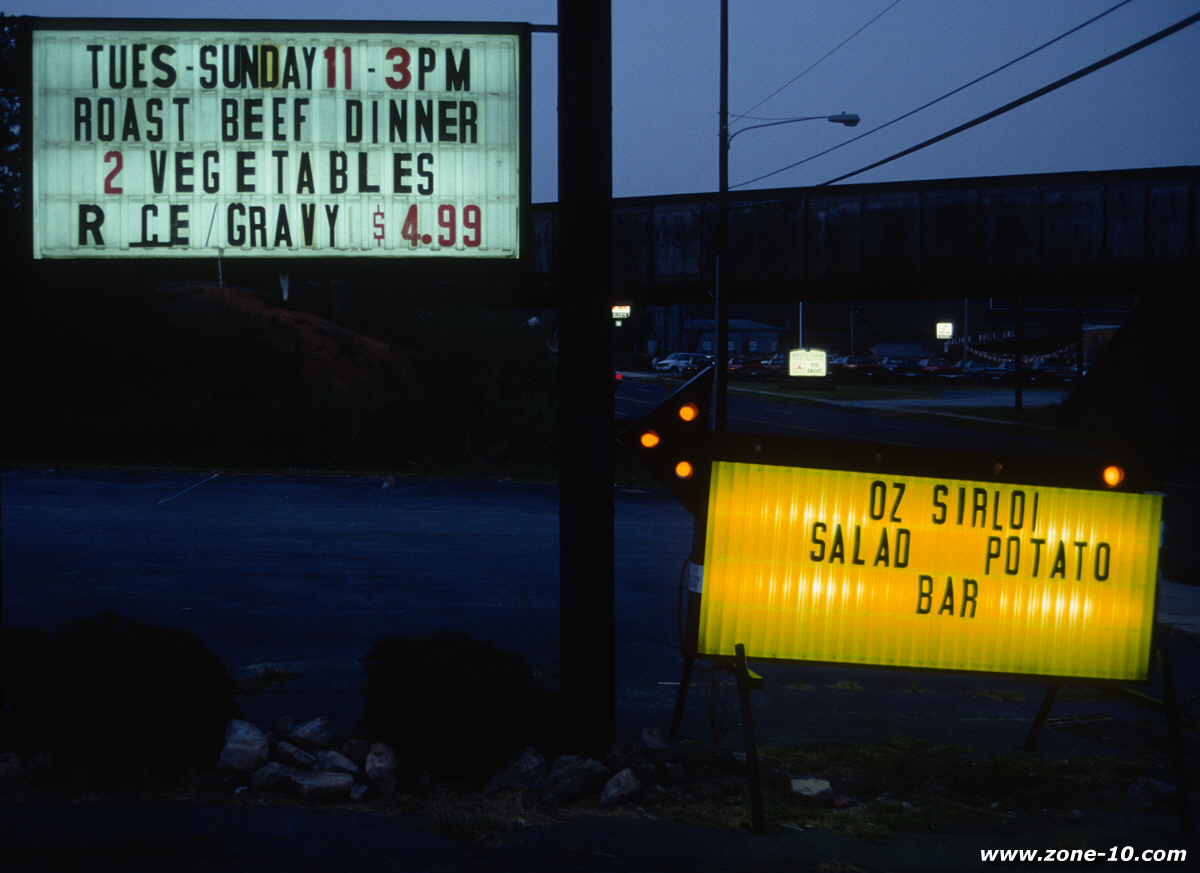 TUES-SUNDAY 11-3PM
ROAST BEEF DINNER
2 VEGETABLES
R CE/GRAVY $4.99
OZ SIRLOI
SALAD POTATO
BAR
www.zone-10.com